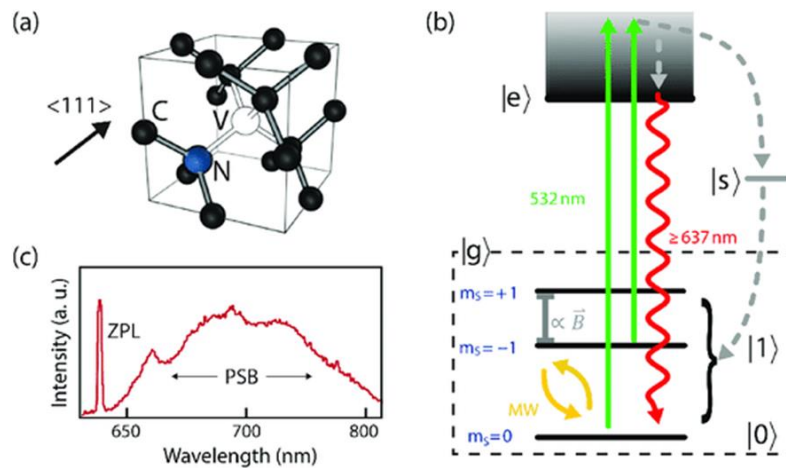 (a)
<111>
C
V
N
(b)
|e⟩
|s⟩
532 nm
≥637 nm
|g⟩
mS=+1
∝ B⃗
mS=−1
|1⟩
MW
mS=0
|0⟩
(c)
Intensity (a. u.)
ZPL
PSB
650 700 800
Wavelength (nm)